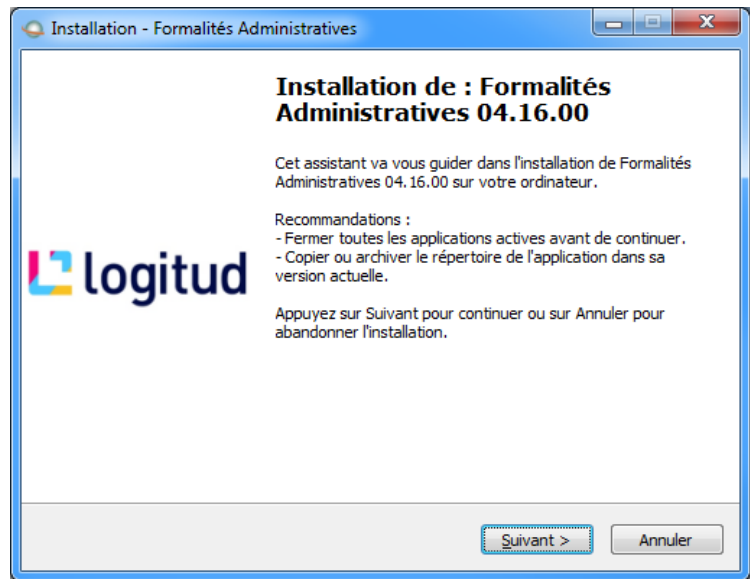 Installation - Formalités Administratives
Installation de : Formalités
Administratives 04.16.00
Cet assistant va vous guider dans l'installation de Formalités
Administratives 04.16.00 sur votre ordinateur.
Recommandations :
- Fermer toutes les applications actives avant de continuer.
- Copier ou archiver le répertoire de l'application dans sa
version actuelle.
Appuyez sur Suivant pour continuer ou sur Annuler pour
abandonner l'installation.
logitud
Suivant >
Annuler